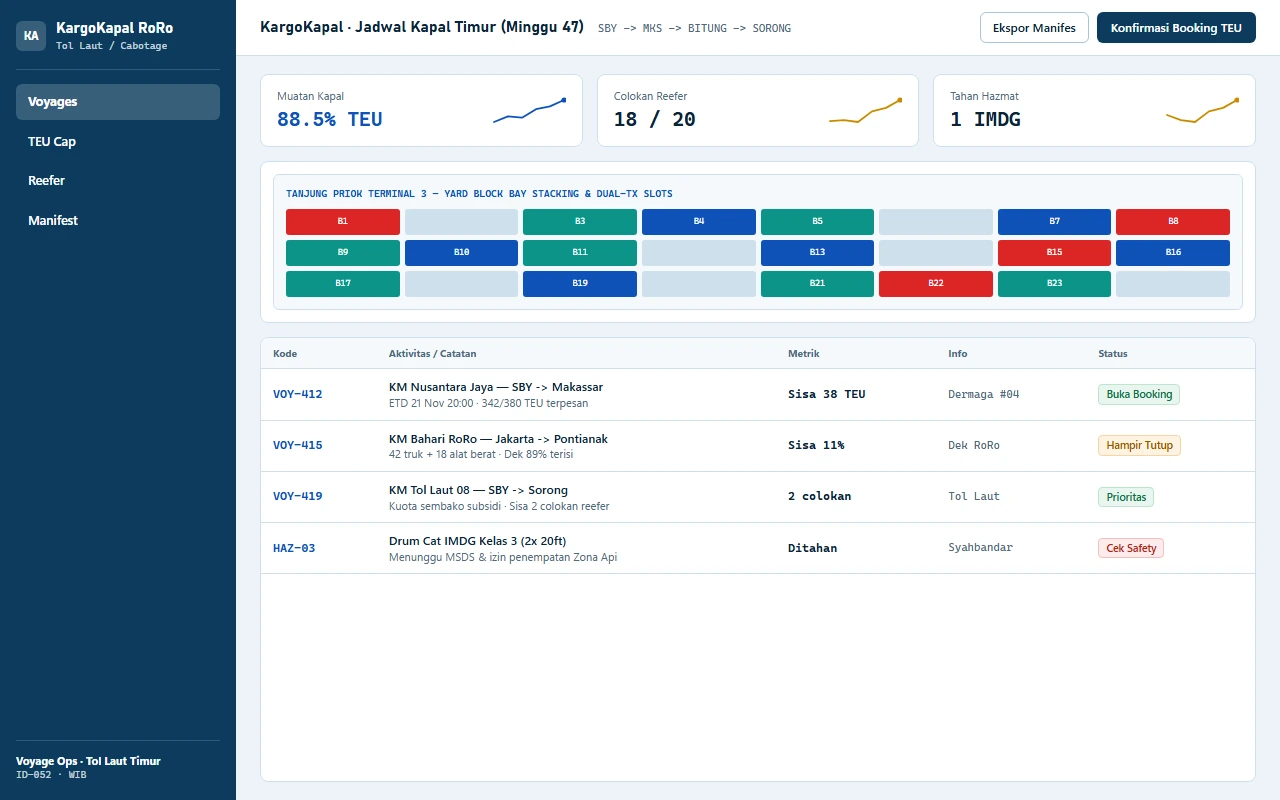 KA
KargoKapal RoRo
Tol Laut / Cabotage
Voyages
TEU Cap
Reefer
Manifest
Voyage Ops · Tol Laut Timur
ID-052 · WIB
KargoKapal · Jadwal Kapal Timur (Minggu 47)
SBY -> MKS -> BITUNG -> SORONG
Ekspor Manifes
Konfirmasi Booking TEU
Muatan Kapal
88.5% TEU
Colokan Reefer
18 / 20
Tahan Hazmat
1 IMDG
TANJUNG PRIOK TERMINAL 3 — YARD BLOCK BAY STACKING & DUAL-TX SLOTS
B1 B3 B4 B5 B7 B8
B9 B10 B11 B13 B15 B16
B17 B19 B21 B22 B23
Kode Aktivitas / Catatan Metrik Info Status
VOY-412 KM Nusantara Jaya — SBY -> Makassar Sisa 38 TEU Dermaga #04 Buka Booking
ETD 21 Nov 20:00 · 342/380 TEU terpesan
VOY-415 KM Bahari RoRo — Jakarta -> Pontianak Sisa 11% Dek RoRo Hampir Tutup
42 truk + 18 alat berat · Dek 89% terisi
VOY-419 KM Tol Laut 08 — SBY -> Sorong 2 colokan Tol Laut Prioritas
Kuota sembako subsidi · Sisa 2 colokan reefer
HAZ-03 Drum Cat IMDG Kelas 3 (2x 20ft) Ditahan Syahbandar Cek Safety
Menunggu MSDS & izin penempatan Zona Api